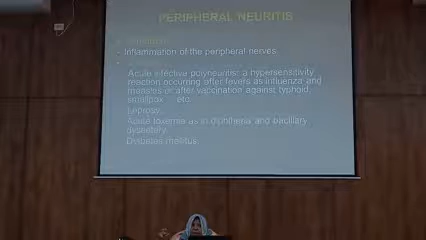 PERIPHERAL NEURITIS
- Inflammation of the peripheral nerves
Acute infective polyneuritis: a hypersensitivity
reaction occurring after fevers as influenza and
measles or after vaccination against typhoid,
smallpox etc.
Leprosy.
Acute toxemia as in diphtheria and bacillary
dysentery.
Diabetes mellitus.